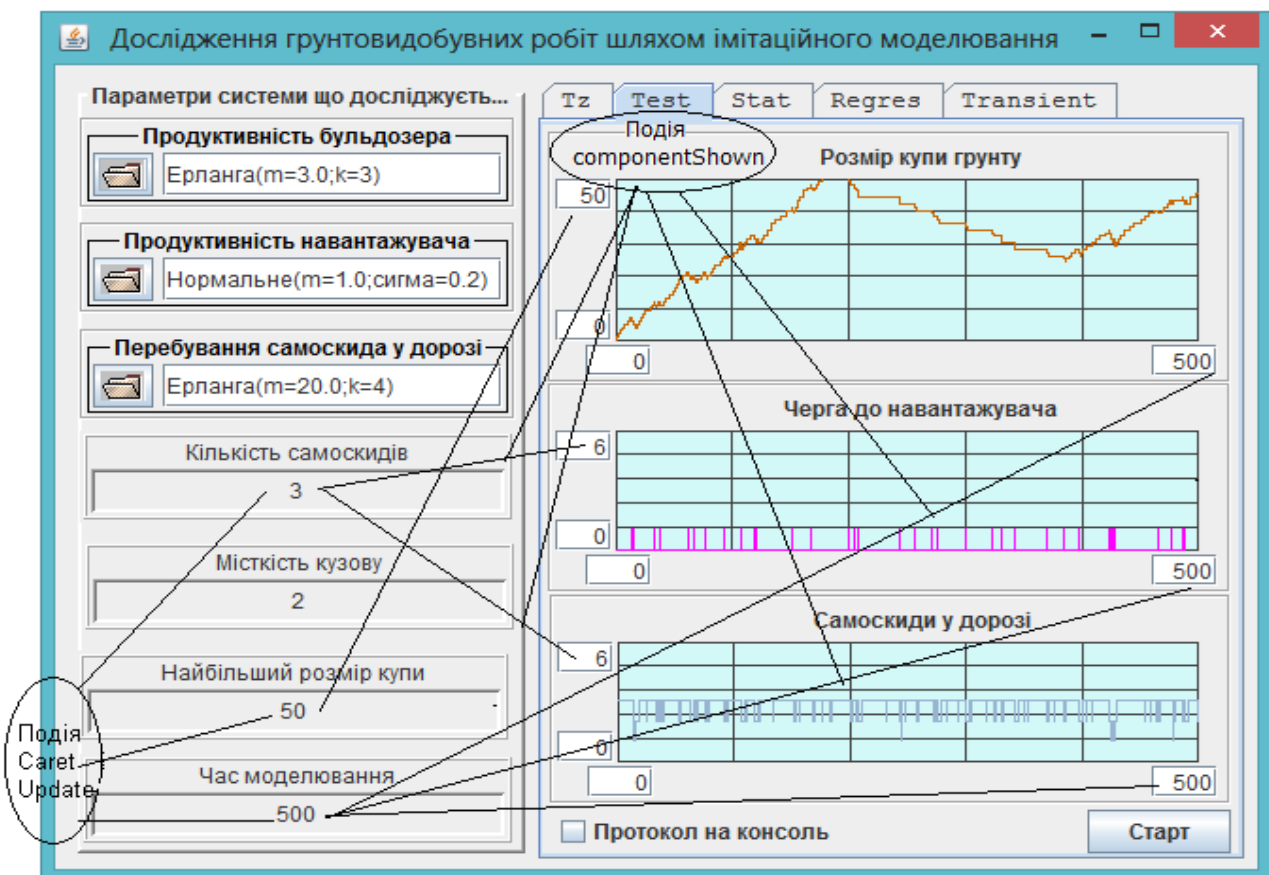 Дослідження грунтовидобувних робіт шляхом імітаційного моделювання
Параметри системи що досліджуєть...
Продуктивність бульдозера
Ерланга(m=3.0;k=3)
Продуктивність навантажувача
Нормальне(m=1.0;сигма=0.2)
Перебування самоскида у дорозі
Ерланга(m=20.0;k=4)
Кількість самоскидів
3
Місткість кузову
2
Найбільший розмір купи
50
Час моделювання
500
Подія
Caret
Update
Tz Test Stat Regres Transient
Подія
componentShown
Розмір купи грунту
50
0
0 500
Черга до навантажувача
6
0
0 500
Самоскиди у дорозі
6
0
0 500
Протокол на консоль
Старт